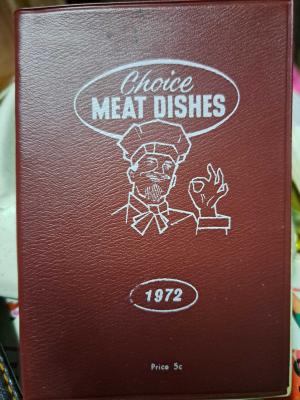 Choice
MEAT DISHES
1972
Price 5c